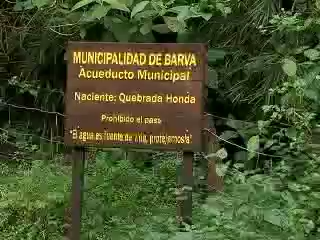 MUNICIPALIDAD DE BARVA
Acueducto Municipal
Naciente: Quebrada Honda
Prohibido el paso
"El agua es fuente de vida, protejámosla"